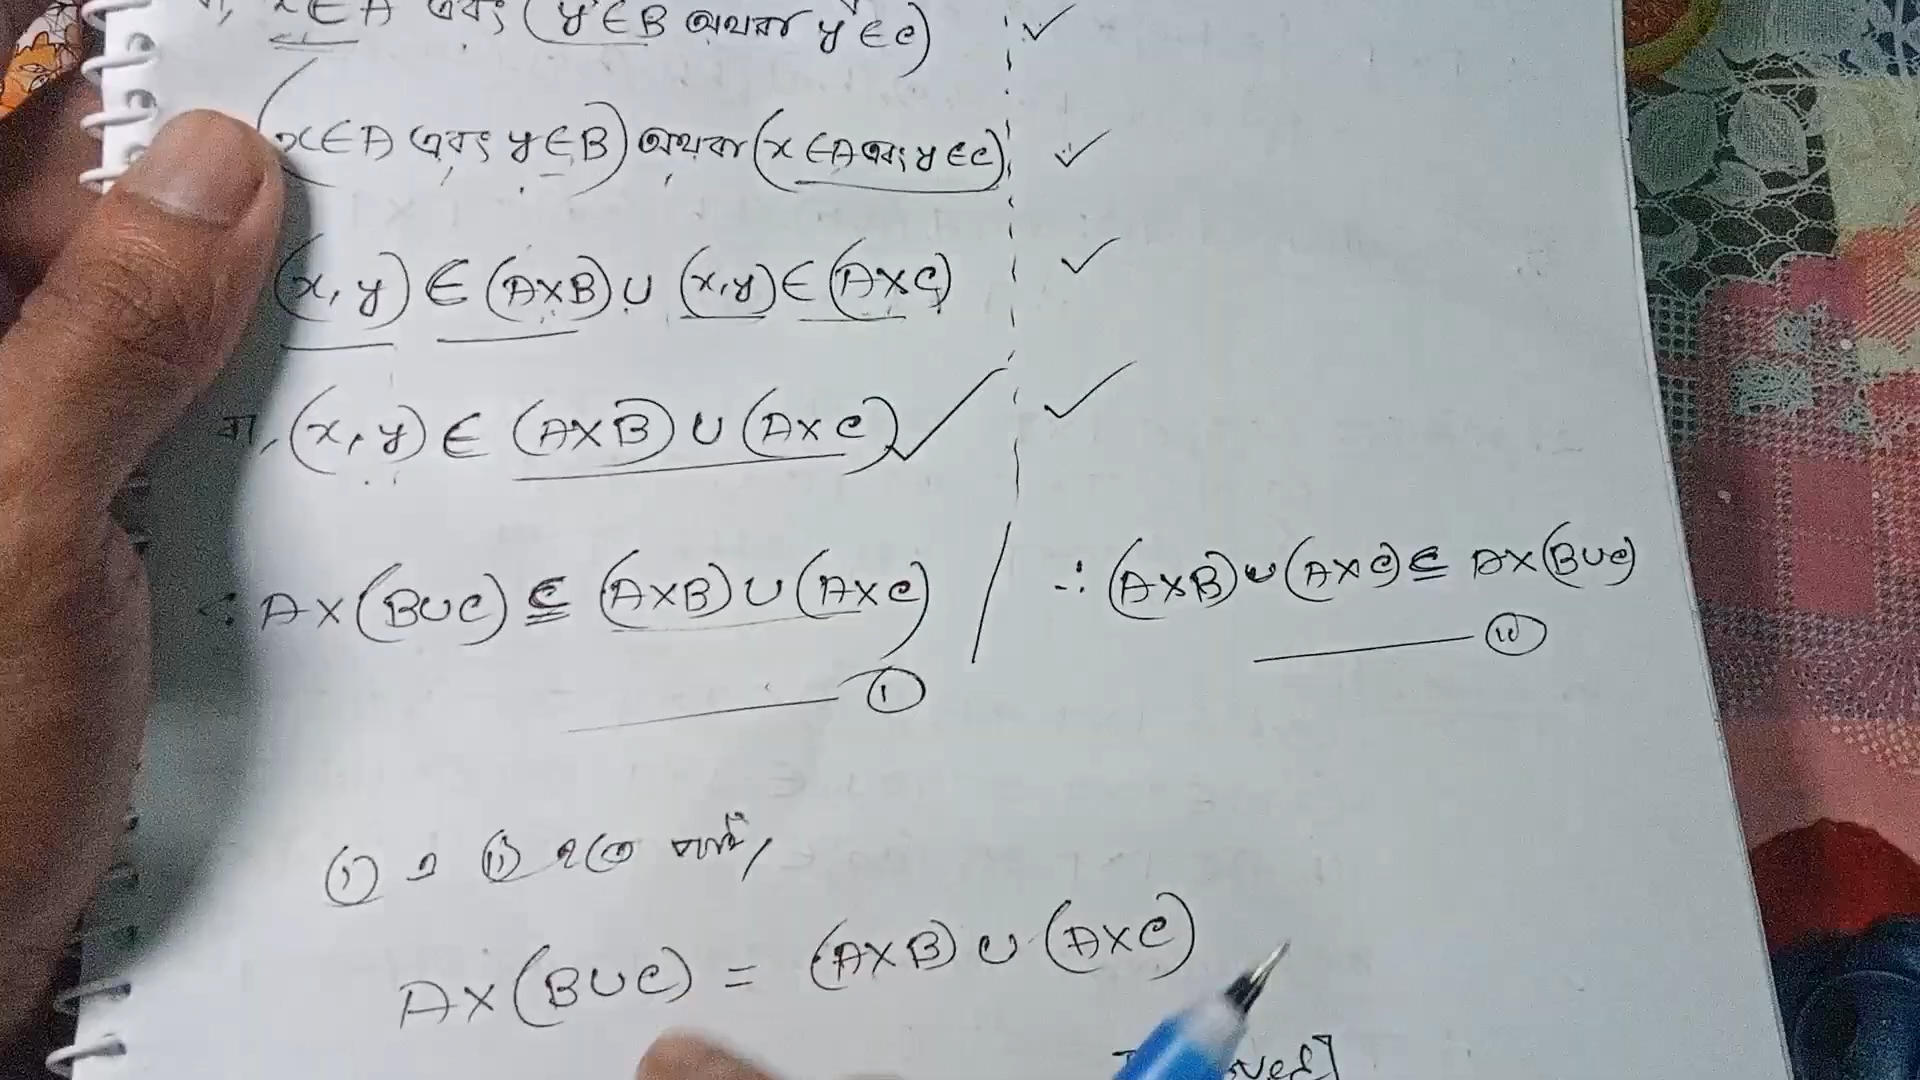 বা, x ∈ A এবং (y ∈ B অথবা y ∈ C)
(x ∈ A এবং y ∈ B) অথবা (x ∈ A এবং y ∈ C)
(x, y) ∈ (A×B) ∪ (x, y) ∈ (A×C)
বা, (x, y) ∈ (A×B) ∪ (A×C)
∴ A×(B∪C) ⊆ (A×B) ∪ (A×C)
(i)
∴ (A×B) ∪ (A×C) ⊆ A×(B∪C)
(ii)
(i) ও (ii) হতে পাই,
A×(B∪C) = (A×B) ∪ (A×C)